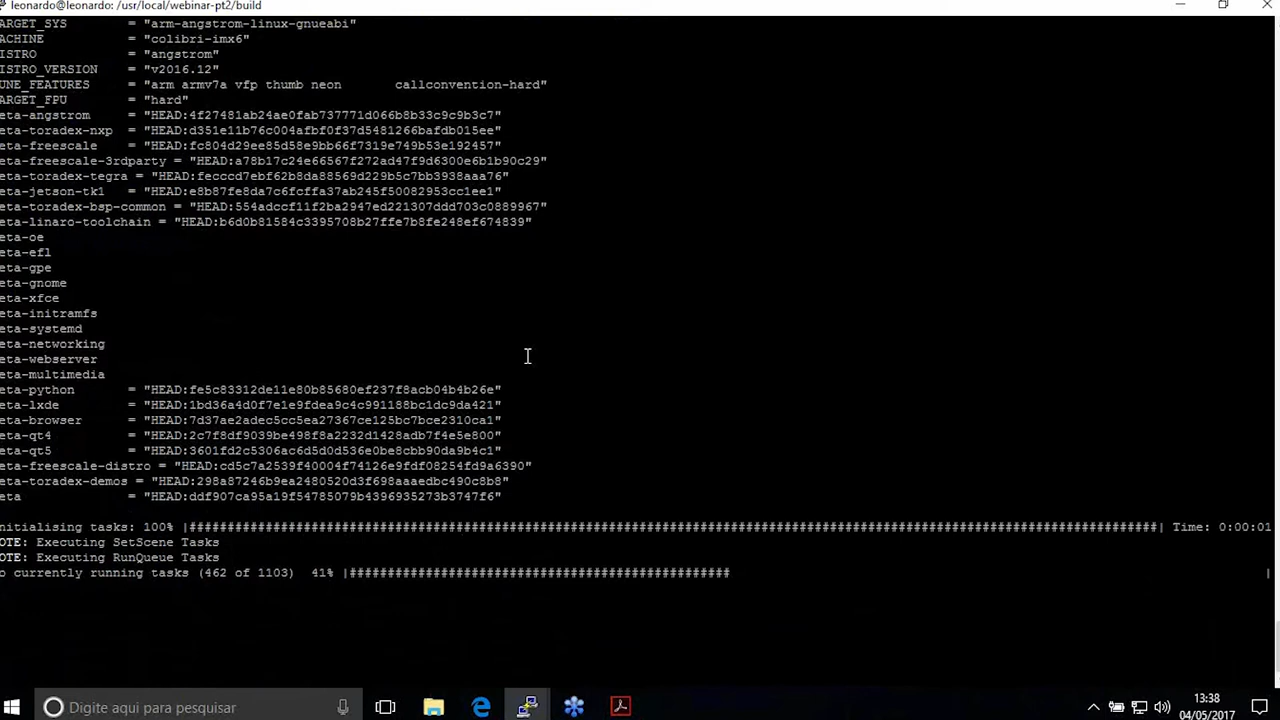 leonardo@leonardo: /usr/local/webinar-pt2/build
ARGET_SYS = "arm-angstrom-linux-gnueabi"
ACHINE = "colibri-imx6"
ISTRO = "angstrom"
ISTRO_VERSION = "v2016.12"
UNE_FEATURES = "arm armv7a vfp thumb neon callconvention-hard"
ARGET_FPU = "hard"
eta-angstrom = "HEAD:4f27481ab24ae0fab737771d066b8b33c9c9b3c7"
eta-toradex-nxp = "HEAD:d351e11b76c004afbf0f37d5481266bafdb015ee"
eta-freescale = "HEAD:fc804d29ee85d58e9bb66f7319e749b53e192457"
eta-freescale-3rdparty = "HEAD:a78b17c24e66567f272ad47f9d6300e6b1b90c29"
eta-toradex-tegra = "HEAD:fecccd7ebf62b8da88569d229b5c7bb3938aaa76"
eta-jetson-tk1 = "HEAD:e8b87fe8da7c6fcffa37ab245f50082953cc1ee1"
eta-toradex-bsp-common = "HEAD:554adccf11f2ba2947ed221307ddd703c0889967"
eta-linaro-toolchain = "HEAD:b6d0b81584c3395708b27ffe7b8fe248ef674839"
eta-oe
eta-efl
eta-gpe
eta-gnome
eta-xfce
eta-initramfs
eta-systemd
eta-networking
eta-webserver
eta-multimedia
eta-python = "HEAD:fe5c83312de11e80b85680ef237f8acb04b4b26e"
eta-lxde = "HEAD:1bd36a4d0f7e1e9fdea9c4c991188bc1dc9da421"
eta-browser = "HEAD:7d37ae2adec5cc5ea27367ce125bc7bce2310ca1"
eta-qt4 = "HEAD:2c7f8df9039be498f8a2232d1428adb7f4e5e800"
eta-qt5 = "HEAD:3601fd2c5306ac6d5d0d536e0be8cbb90da9b4c1"
eta-freescale-distro = "HEAD:cd5c7a2539f40004f74126e9fdf08254fd9a6390"
eta-toradex-demos = "HEAD:298a87246b9ea2480520d3f698aaaedbc490c8b8"
eta = "HEAD:ddf907ca95a19f54785079b4396935273b3747f6"
nitialising tasks: 100% |###############################################################################################################################| Time: 0:00:01
OTE: Executing SetScene Tasks
OTE: Executing RunQueue Tasks
o currently running tasks (462 of 1103) 41% |################################################## |
Digite aqui para pesquisar
13:38
04/05/2017